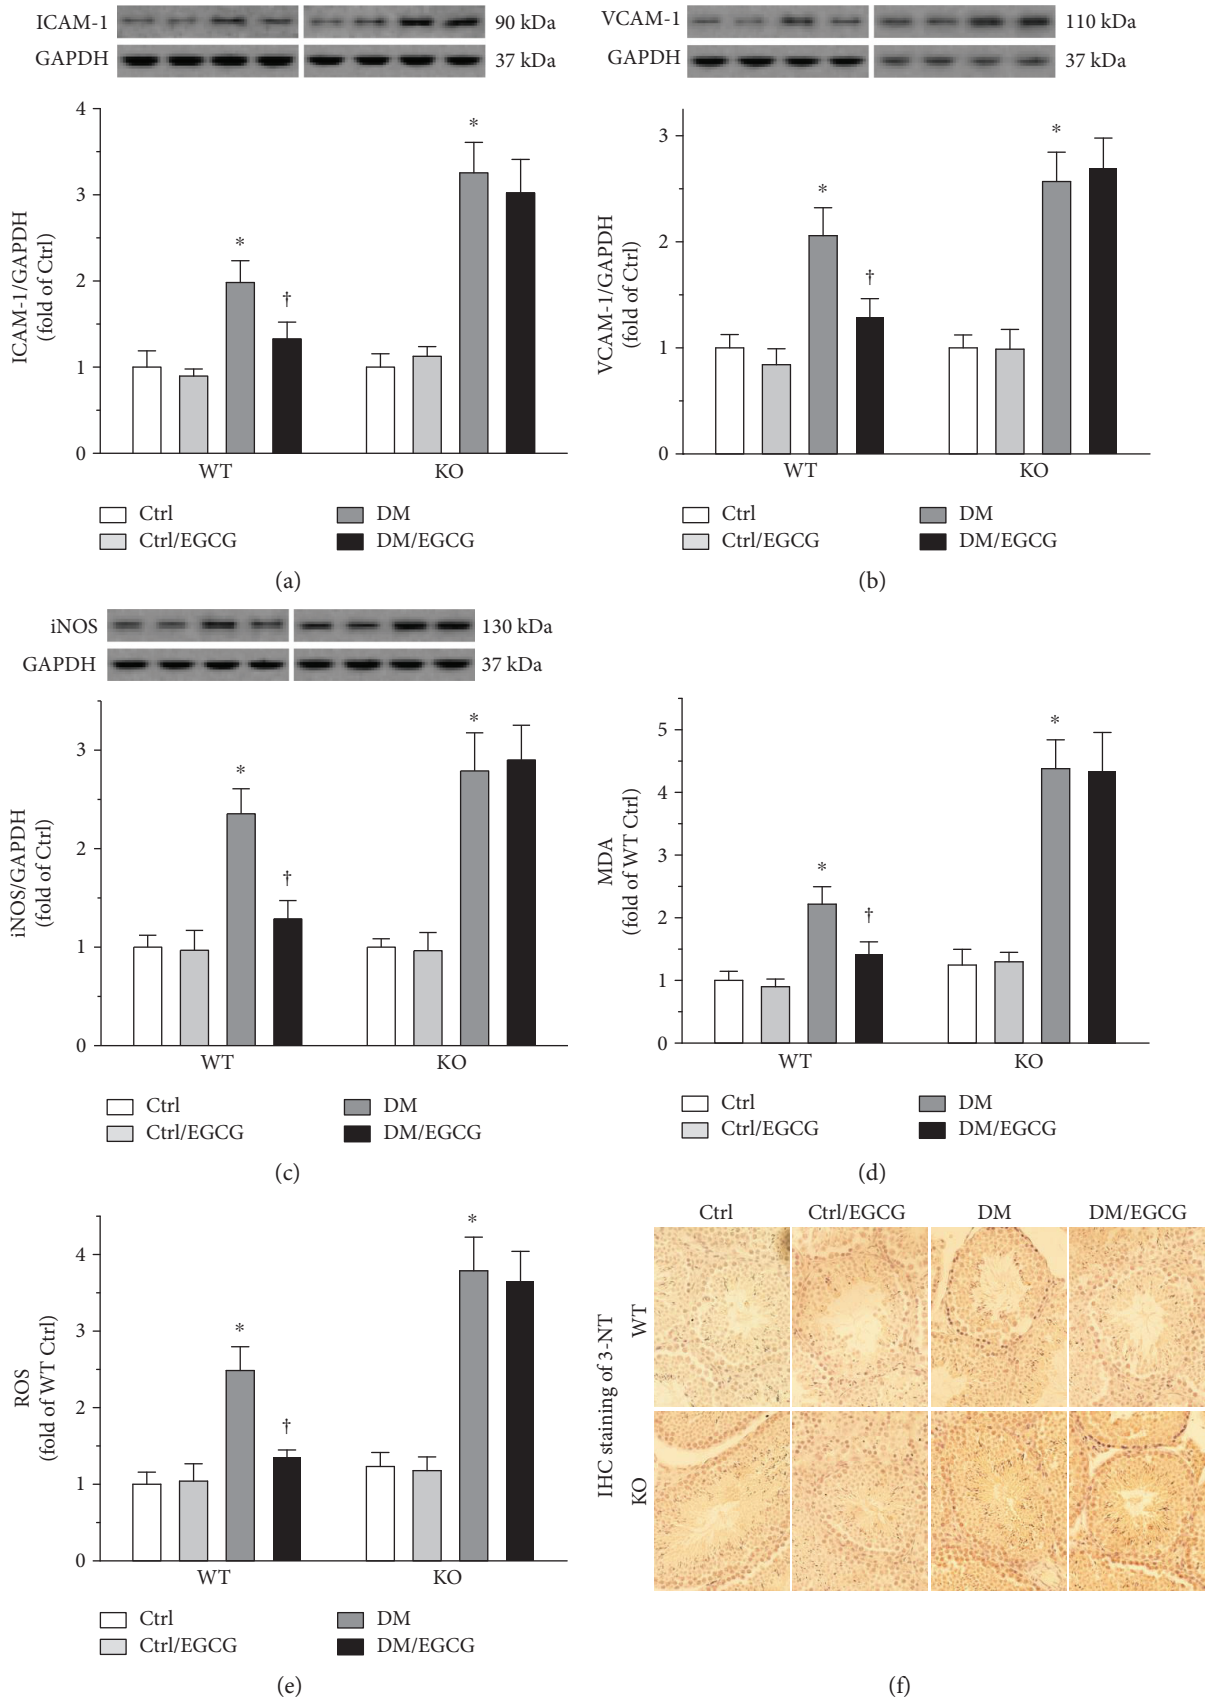 ICAM-1 90 kDa
GAPDH 37 kDa
4
3
2
1
0
ICAM-1/GAPDH
(fold of Ctrl)
* † *
WT KO
Ctrl DM
Ctrl/EGCG DM/EGCG
(a)
VCAM-1 110 kDa
GAPDH 37 kDa
3
2
1
0
VCAM-1/GAPDH
(fold of Ctrl)
* † *
WT KO
Ctrl DM
Ctrl/EGCG DM/EGCG
(b)
iNOS 130 kDa
GAPDH 37 kDa
3
2
1
0
iNOS/GAPDH
(fold of Ctrl)
* † *
WT KO
Ctrl DM
Ctrl/EGCG DM/EGCG
(c)
5
4
3
2
1
0
MDA
(fold of WT Ctrl)
* † *
WT KO
Ctrl DM
Ctrl/EGCG DM/EGCG
(d)
4
3
2
1
0
ROS
(fold of WT Ctrl)
* † *
WT KO
Ctrl DM
Ctrl/EGCG DM/EGCG
(e)
Ctrl Ctrl/EGCG DM DM/EGCG
IHC staining of 3-NT
WT
KO
(f)